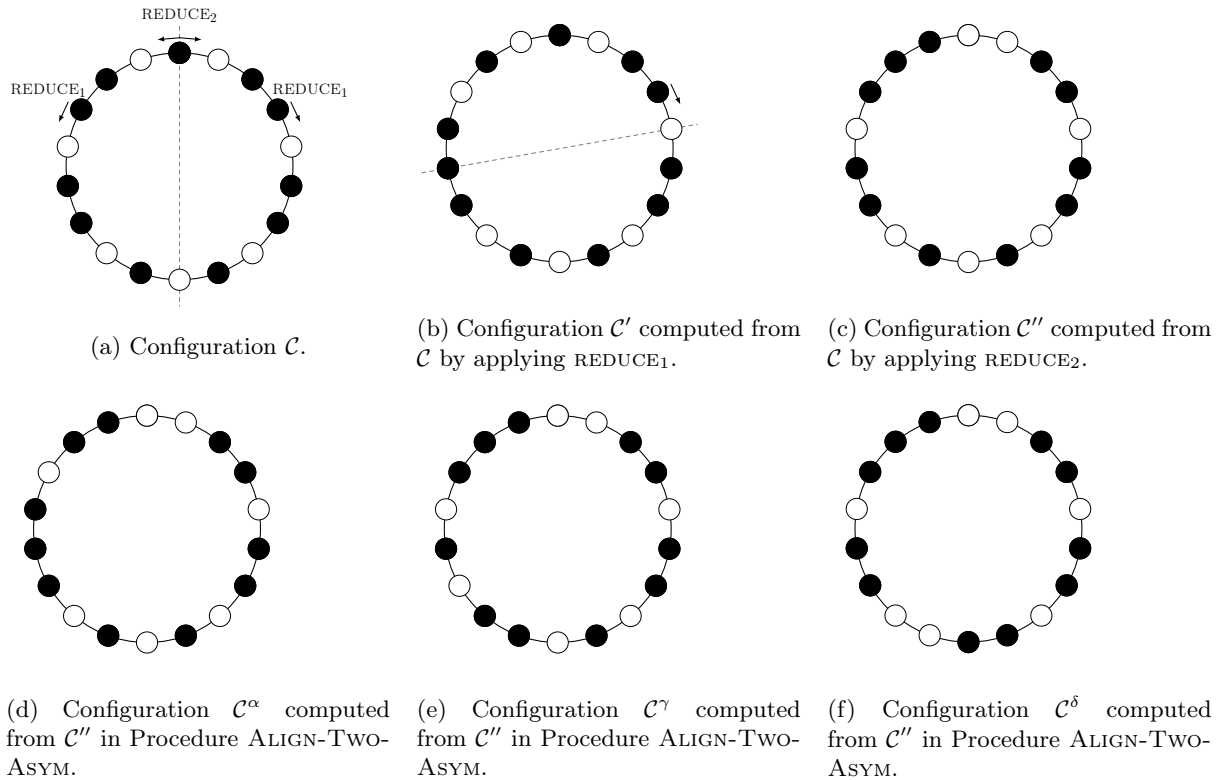 REDUCE₂
REDUCE₁
REDUCE₁
(a) Configuration 𝒞.
(b) Configuration 𝒞′ computed from
𝒞 by applying REDUCE₁.
(c) Configuration 𝒞″ computed from
𝒞 by applying REDUCE₂.
(d) Configuration 𝒞^α computed
from 𝒞″ in Procedure ALIGN-TWO-
ASYM.
(e) Configuration 𝒞^γ computed
from 𝒞″ in Procedure ALIGN-TWO-
ASYM.
(f) Configuration 𝒞^δ computed
from 𝒞″ in Procedure ALIGN-TWO-
ASYM.